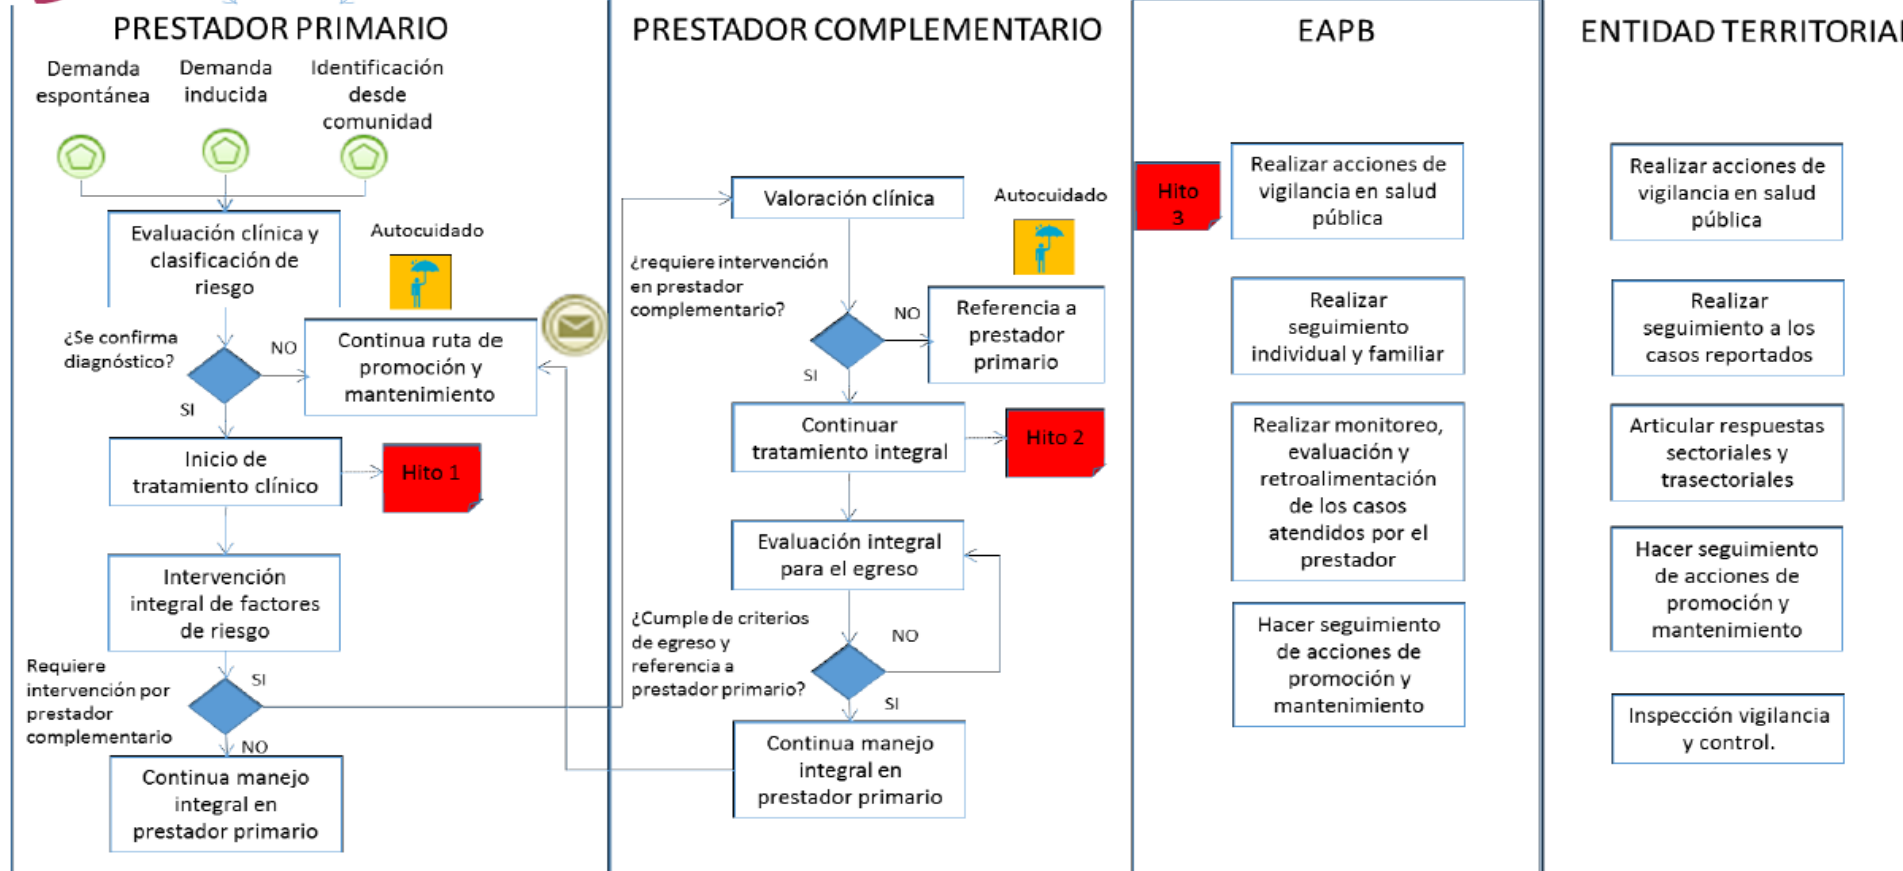 PRESTADOR PRIMARIO
Demanda
espontánea
Demanda
inducida
Identificación
desde
comunidad
Evaluación clínica y
clasificación de
riesgo
Autocuidado
¿Se confirma
diagnóstico?
NO
Continua ruta de
promoción y
mantenimiento
SI
Inicio de
tratamiento clínico
Hito 1
Intervención
integral de factores
de riesgo
Requiere
intervención por
prestador
complementario
SI
NO
Continua manejo
integral en
prestador primario
PRESTADOR COMPLEMENTARIO
Valoración clínica
Autocuidado
¿requiere intervención
en prestador
complementario?
NO
Referencia a
prestador
primario
SI
Continuar
tratamiento integral
Hito 2
Evaluación integral
para el egreso
¿Cumple de criterios
de egreso y
referencia a
prestador primario?
NO
SI
Continua manejo
integral en
prestador primario
EAPB
Hito
3
Realizar acciones de
vigilancia en salud
pública
Realizar
seguimiento
individual y familiar
Realizar monitoreo,
evaluación y
retroalimentación
de los casos
atendidos por el
prestador
Hacer seguimiento
de acciones de
promoción y
mantenimiento
ENTIDAD TERRITORIAL
Realizar acciones de
vigilancia en salud
pública
Realizar
seguimiento a los
casos reportados
Articular respuestas
sectoriales y
trasectoriales
Hacer seguimiento
de acciones de
promoción y
mantenimiento
Inspección vigilancia
y control.